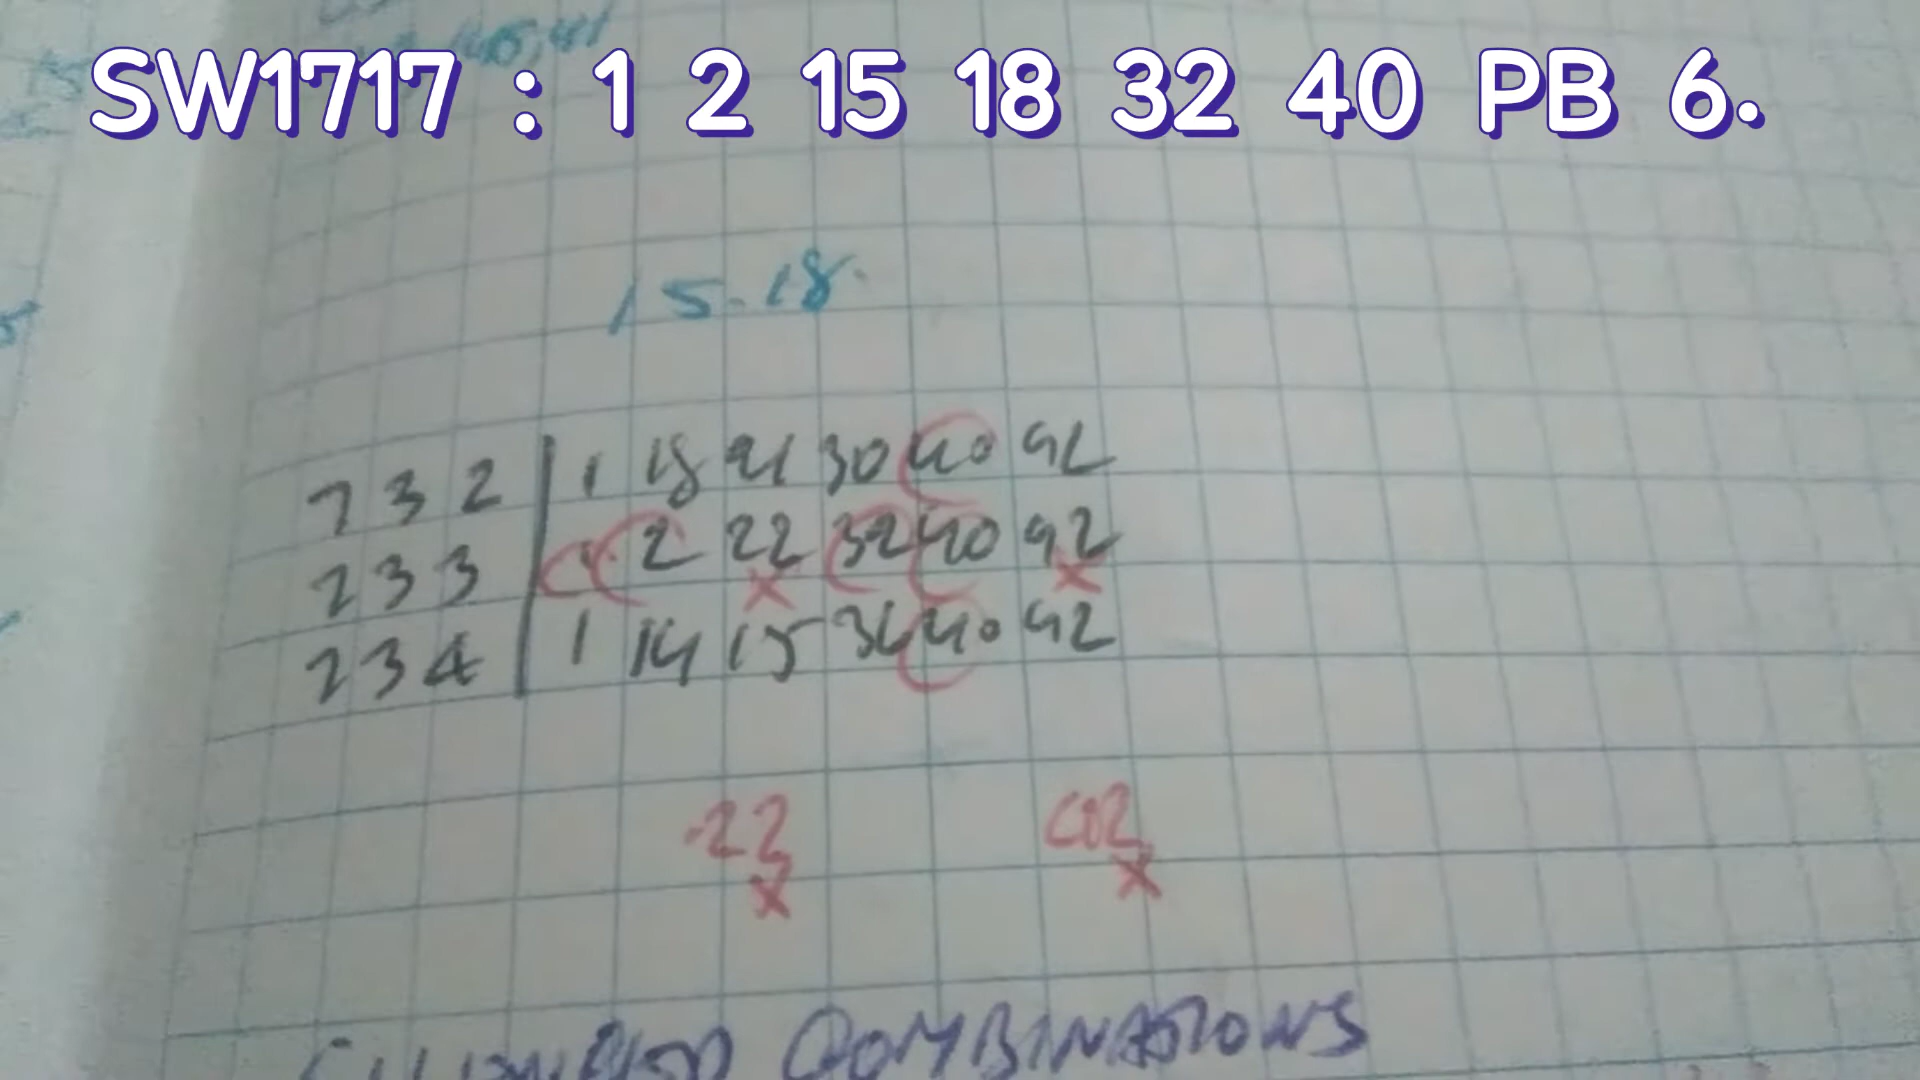 SW1717 : 1 2 15 18 32 40 PB 6.
15.18.
732 1 18 21 30 40 42
233 1 2 22 32 40 42
234 1 14 15 36 40 42
22 x x
COMBINATIONS